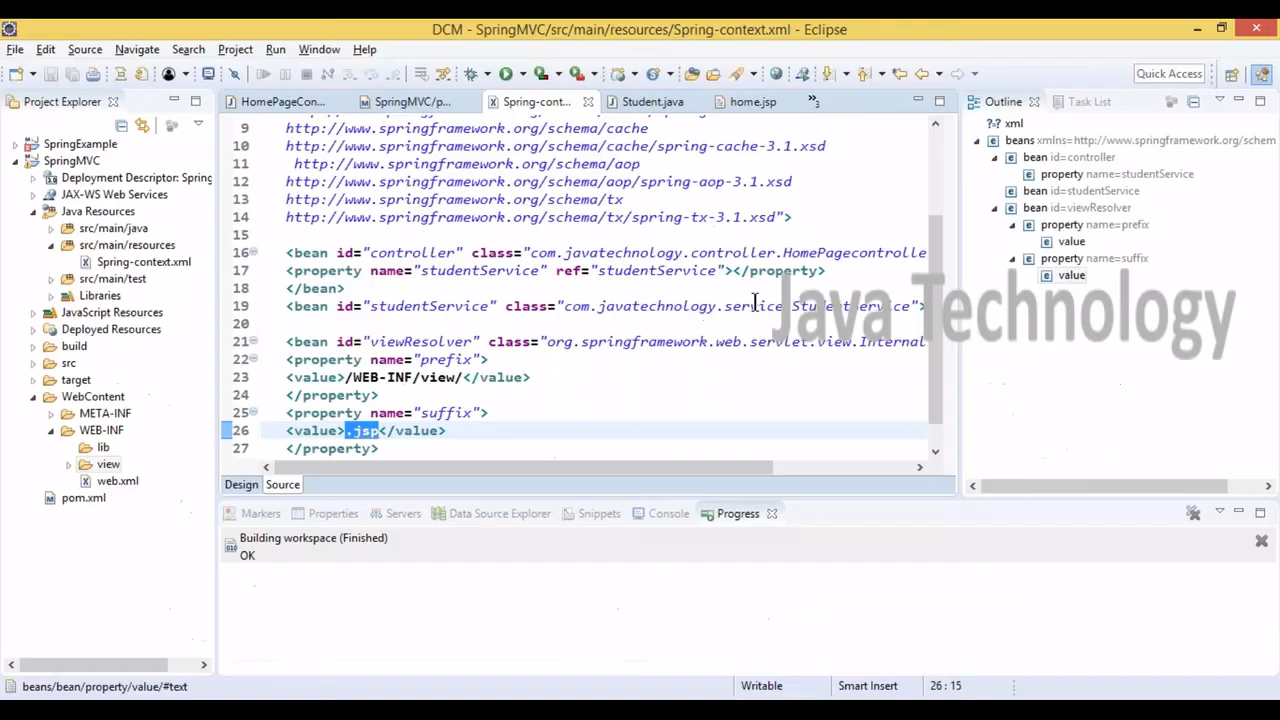 DCM - SpringMVC/src/main/resources/Spring-context.xml - Eclipse
File Edit Source Navigate Search Project Run Window Help
Quick Access
Project Explorer
SpringExample
SpringMVC
Deployment Descriptor: Spring
JAX-WS Web Services
Java Resources
src/main/java
src/main/resources
Spring-context.xml
src/main/test
Libraries
JavaScript Resources
Deployed Resources
build
src
target
WebContent
META-INF
WEB-INF
lib
view
web.xml
pom.xml
HomePageCon... SpringMVC/p... Spring-cont... Student.java home.jsp »3
9 http://www.springframework.org/schema/cache
10 http://www.springframework.org/schema/cache/spring-cache-3.1.xsd
11 http://www.springframework.org/schema/aop
12 http://www.springframework.org/schema/aop/spring-aop-3.1.xsd
13 http://www.springframework.org/schema/tx
14 http://www.springframework.org/schema/tx/spring-tx-3.1.xsd">
15
16 <bean id="controller" class="com.javatechnology.controller.HomePagecontrolle
17 <property name="studentService" ref="studentService"></property>
18 </bean>
19 <bean id="studentService" class="com.javatechnology.service.StudentService">
20
21 <bean id="viewResolver" class="org.springframework.web.servlet.view.Internal
22 <property name="prefix">
23 <value>/WEB-INF/view/</value>
24 </property>
25 <property name="suffix">
26 <value>.jsp</value>
27 </property>
Java Technology
Design Source
Outline Task List
xml
beans xmlns=http://www.springframework.org/schem
bean id=controller
property name=studentService
bean id=studentService
bean id=viewResolver
property name=prefix
value
property name=suffix
value
Markers Properties Servers Data Source Explorer Snippets Console Progress
Building workspace (Finished)
OK
beans/bean/property/value/#text Writable Smart Insert 26 : 15